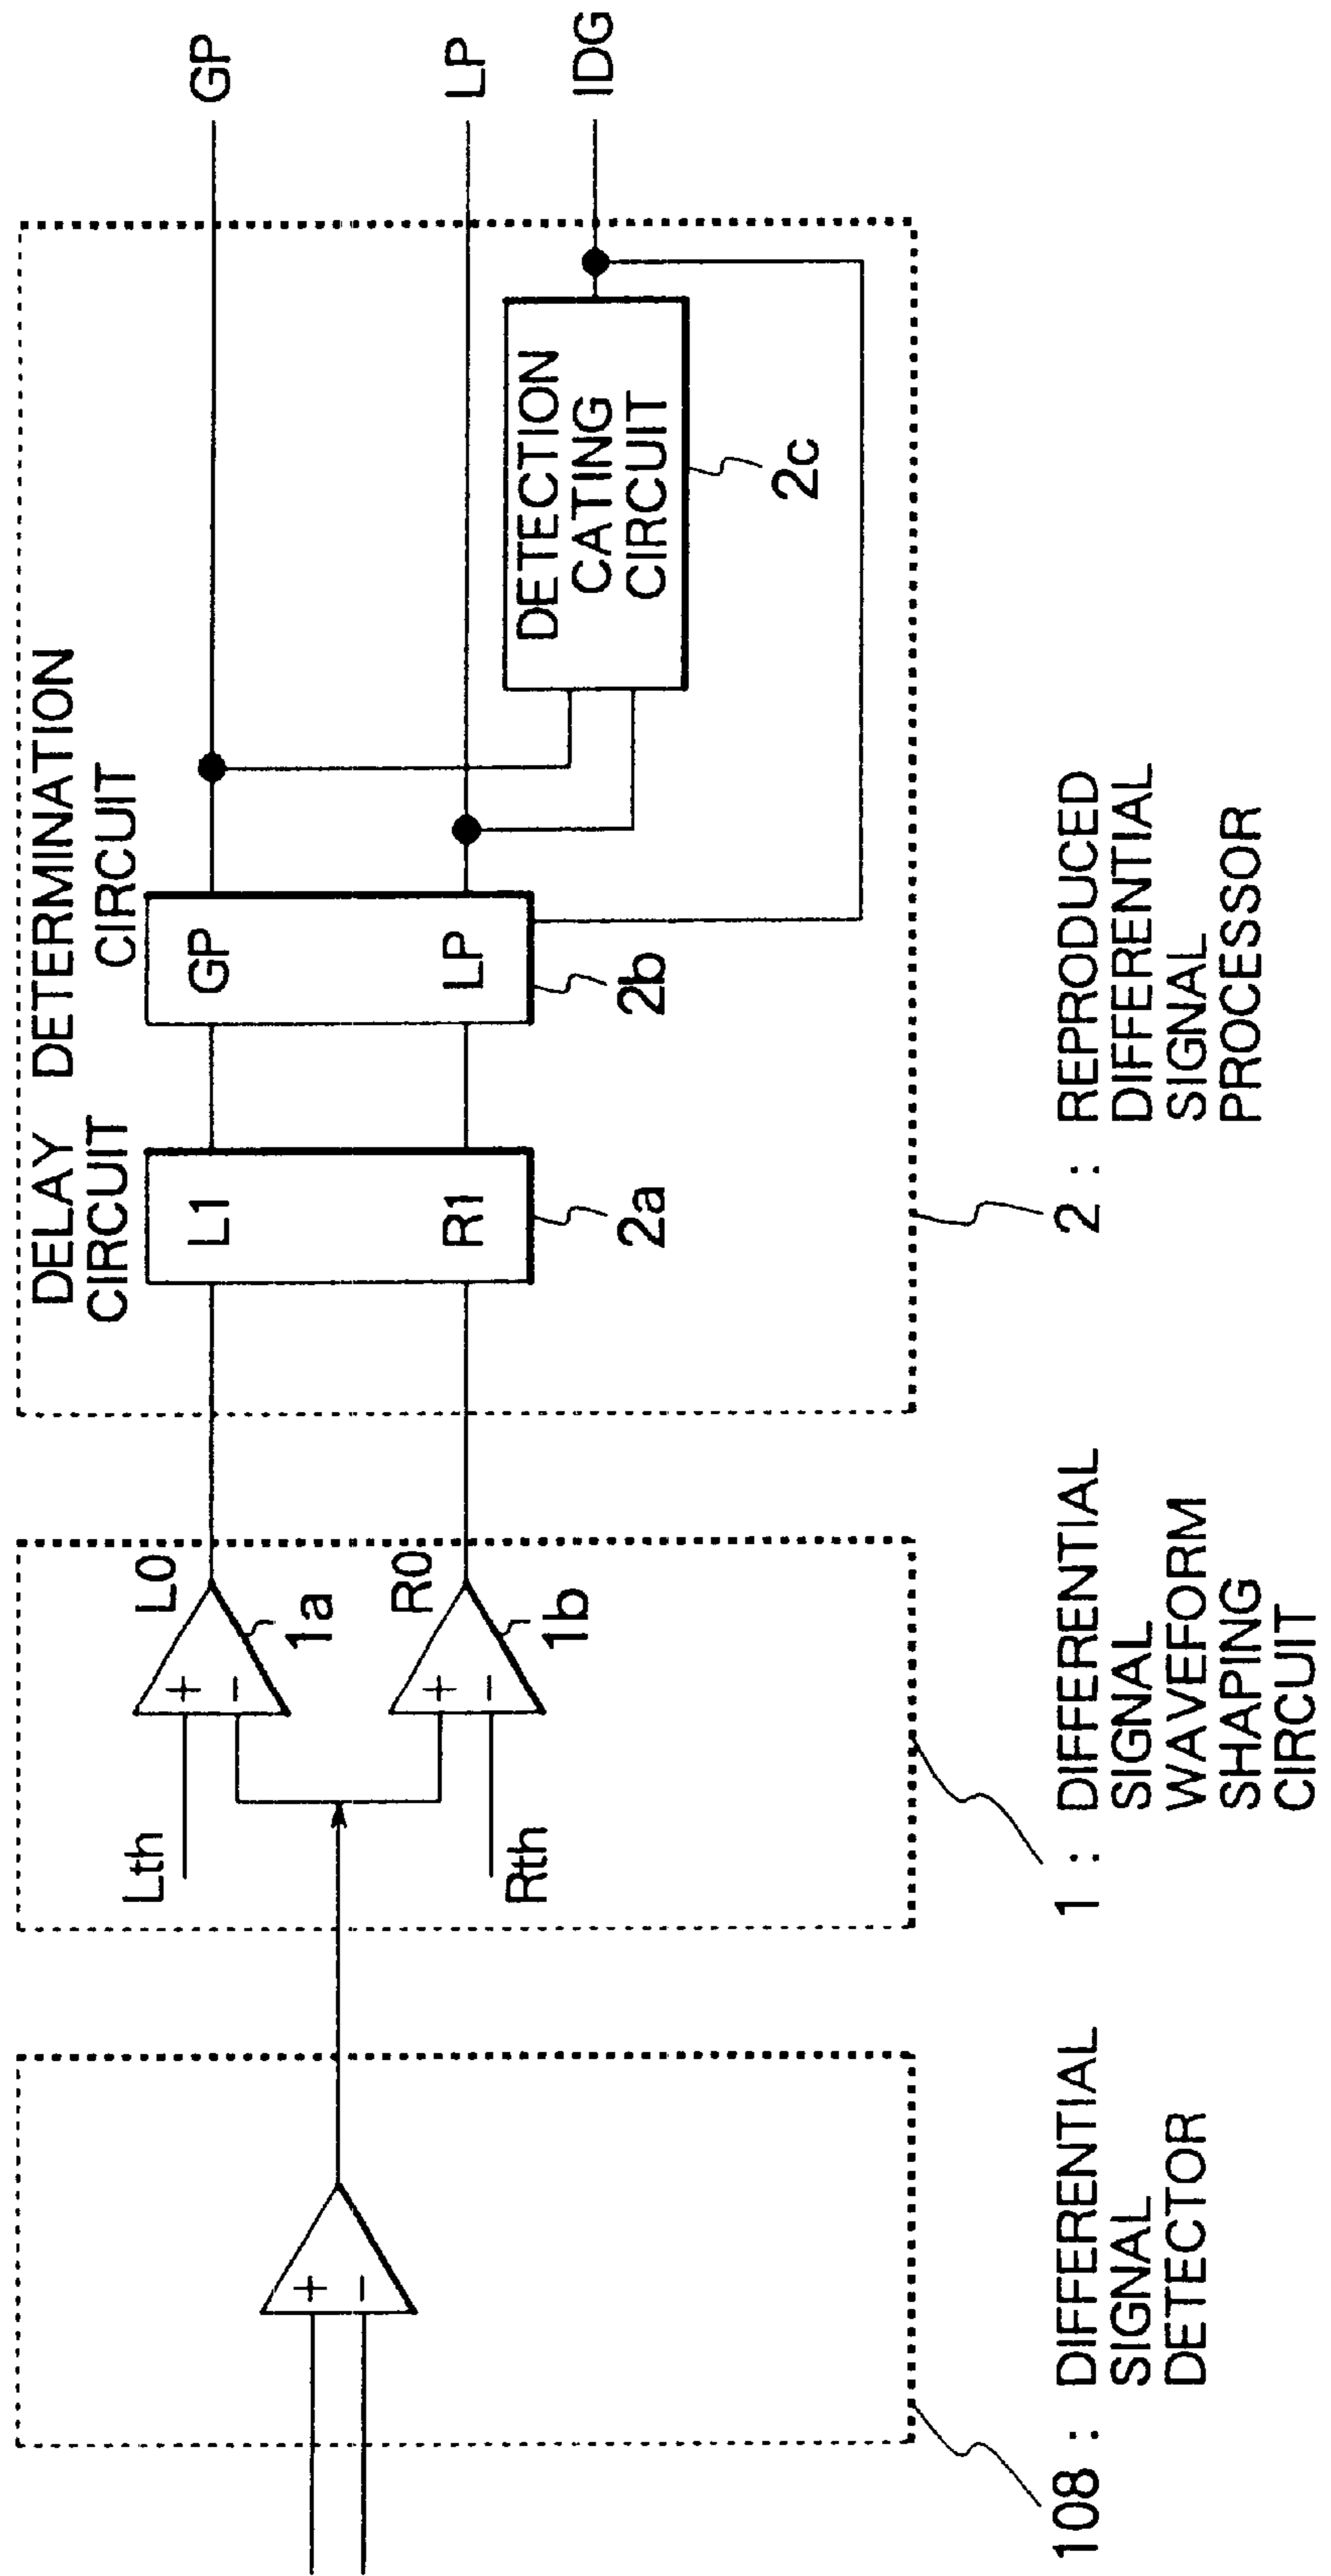 DELAY DETERMINATION
CIRCUIT CIRCUIT
GP
LP
IDG
L0
L1
GP
+
−
1a
Lth
R0
R1
LP
+
−
1b
Rth
2a
2b
DETECTION
CATING
CIRCUIT
2c
+
−
108 : DIFFERENTIAL
SIGNAL
DETECTOR
1 : DIFFERENTIAL
SIGNAL
WAVEFORM
SHAPING
CIRCUIT
2 : REPRODUCED
DIFFERENTIAL
SIGNAL
PROCESSOR